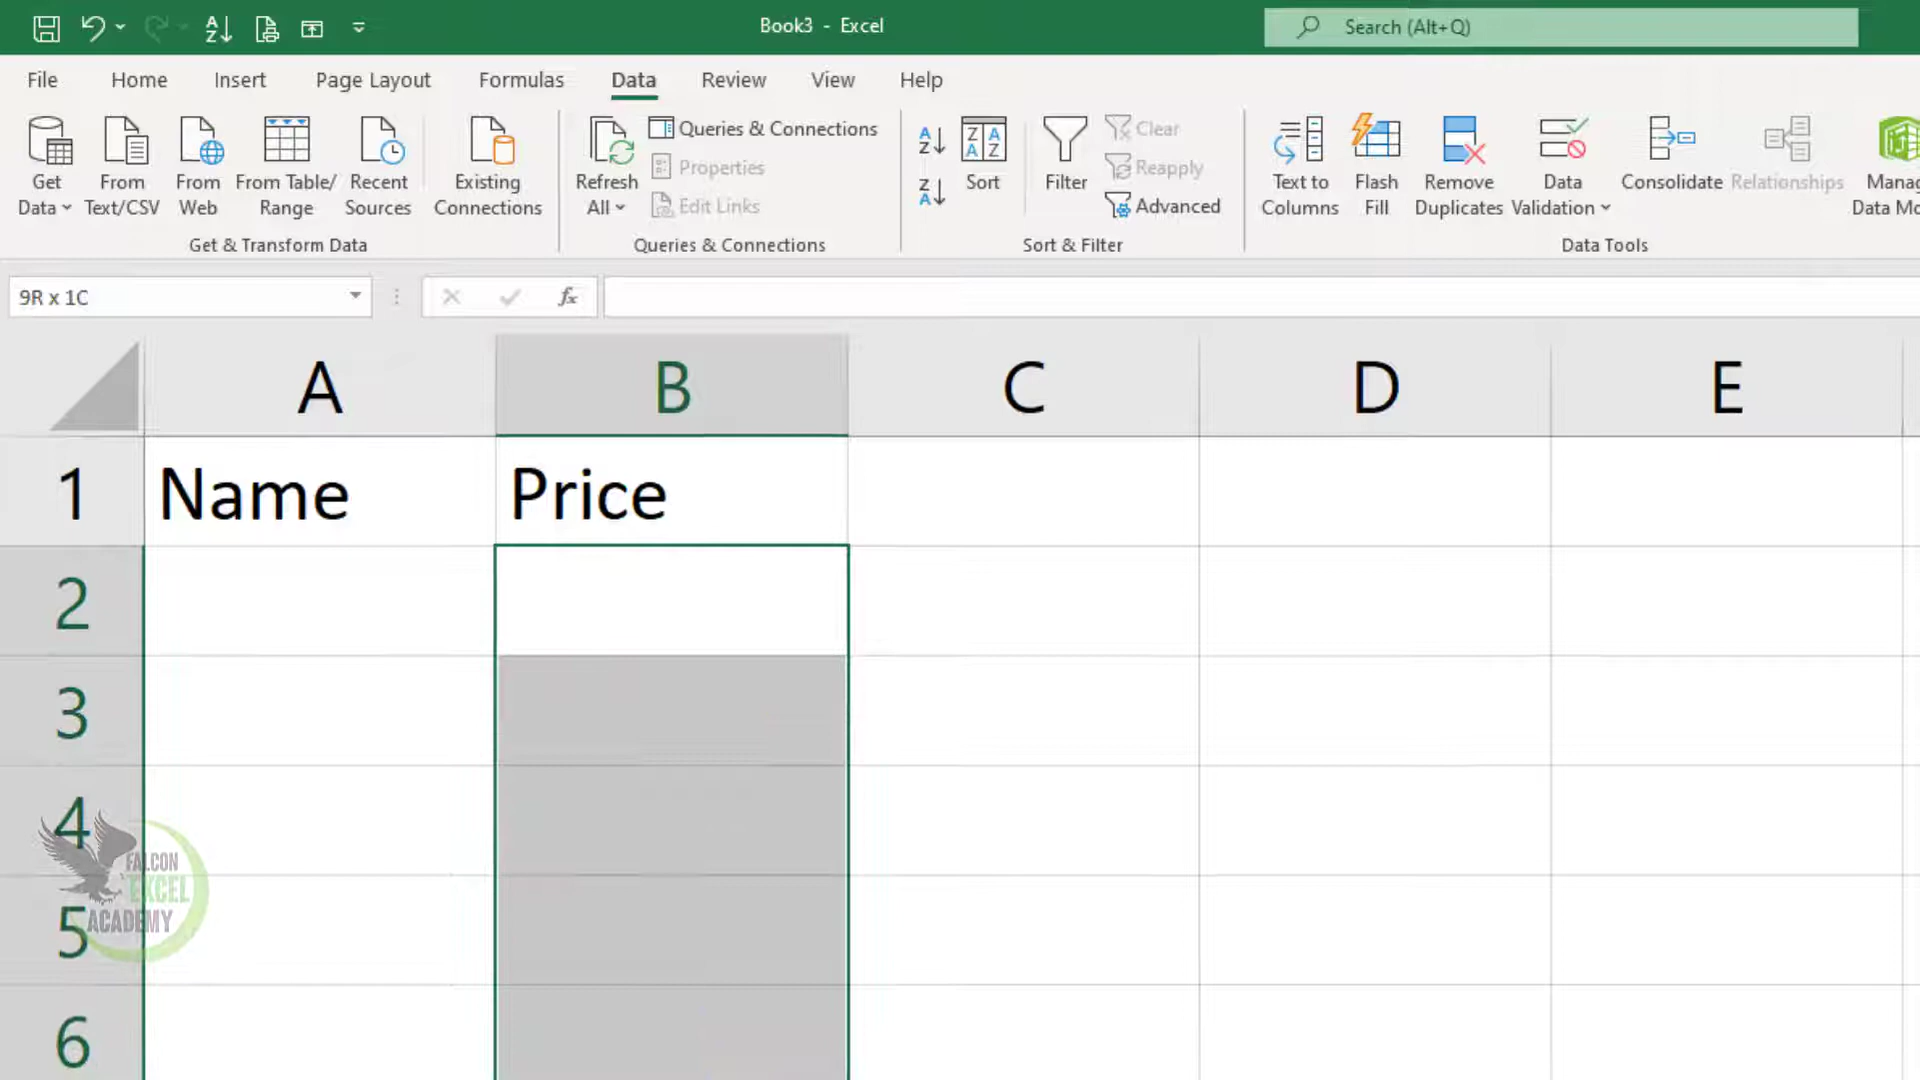 Book3 - Excel
Search (Alt+Q)
File Home Insert Page Layout Formulas Data Review View Help
Get Data
From Text/CSV
From Web
From Table/ Range
Recent Sources
Existing Connections
Get & Transform Data
Refresh All
Queries & Connections
Properties
Edit Links
Queries & Connections
Sort
Filter
Clear
Reapply
Advanced
Sort & Filter
Text to Columns
Flash Fill
Remove Duplicates
Data Validation
Consolidate
Relationships
Manag
Data Mo
Data Tools
9R x 1C
fx
A B C D E
1 Name Price
2
3
4
5
6
FALCON
EXCEL
ACADEMY